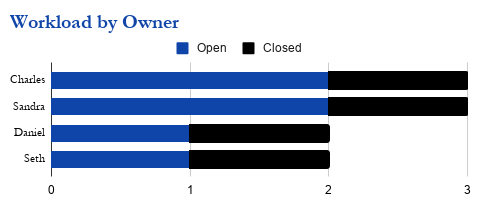 Workload by Owner
Open Closed
Charles
Sandra
Daniel
Seth
0 1 2 3